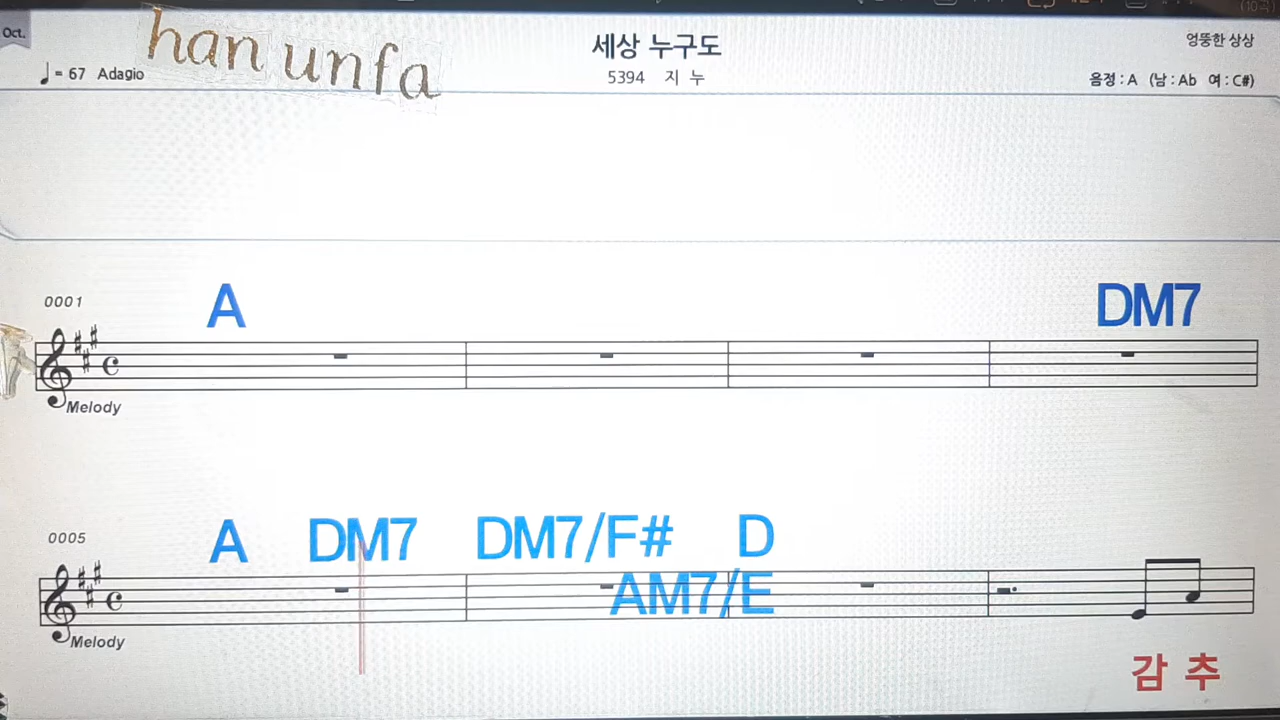 Oct.
han unfa
♩= 67 Adagio
세상 누구도
5394 지 누
엉뚱한 상상
음정 : A (남 : Ab 여 : C#)
0001
A DM7
Melody
0005
A DM7 DM7/F# D
AM7/E
Melody
감 추